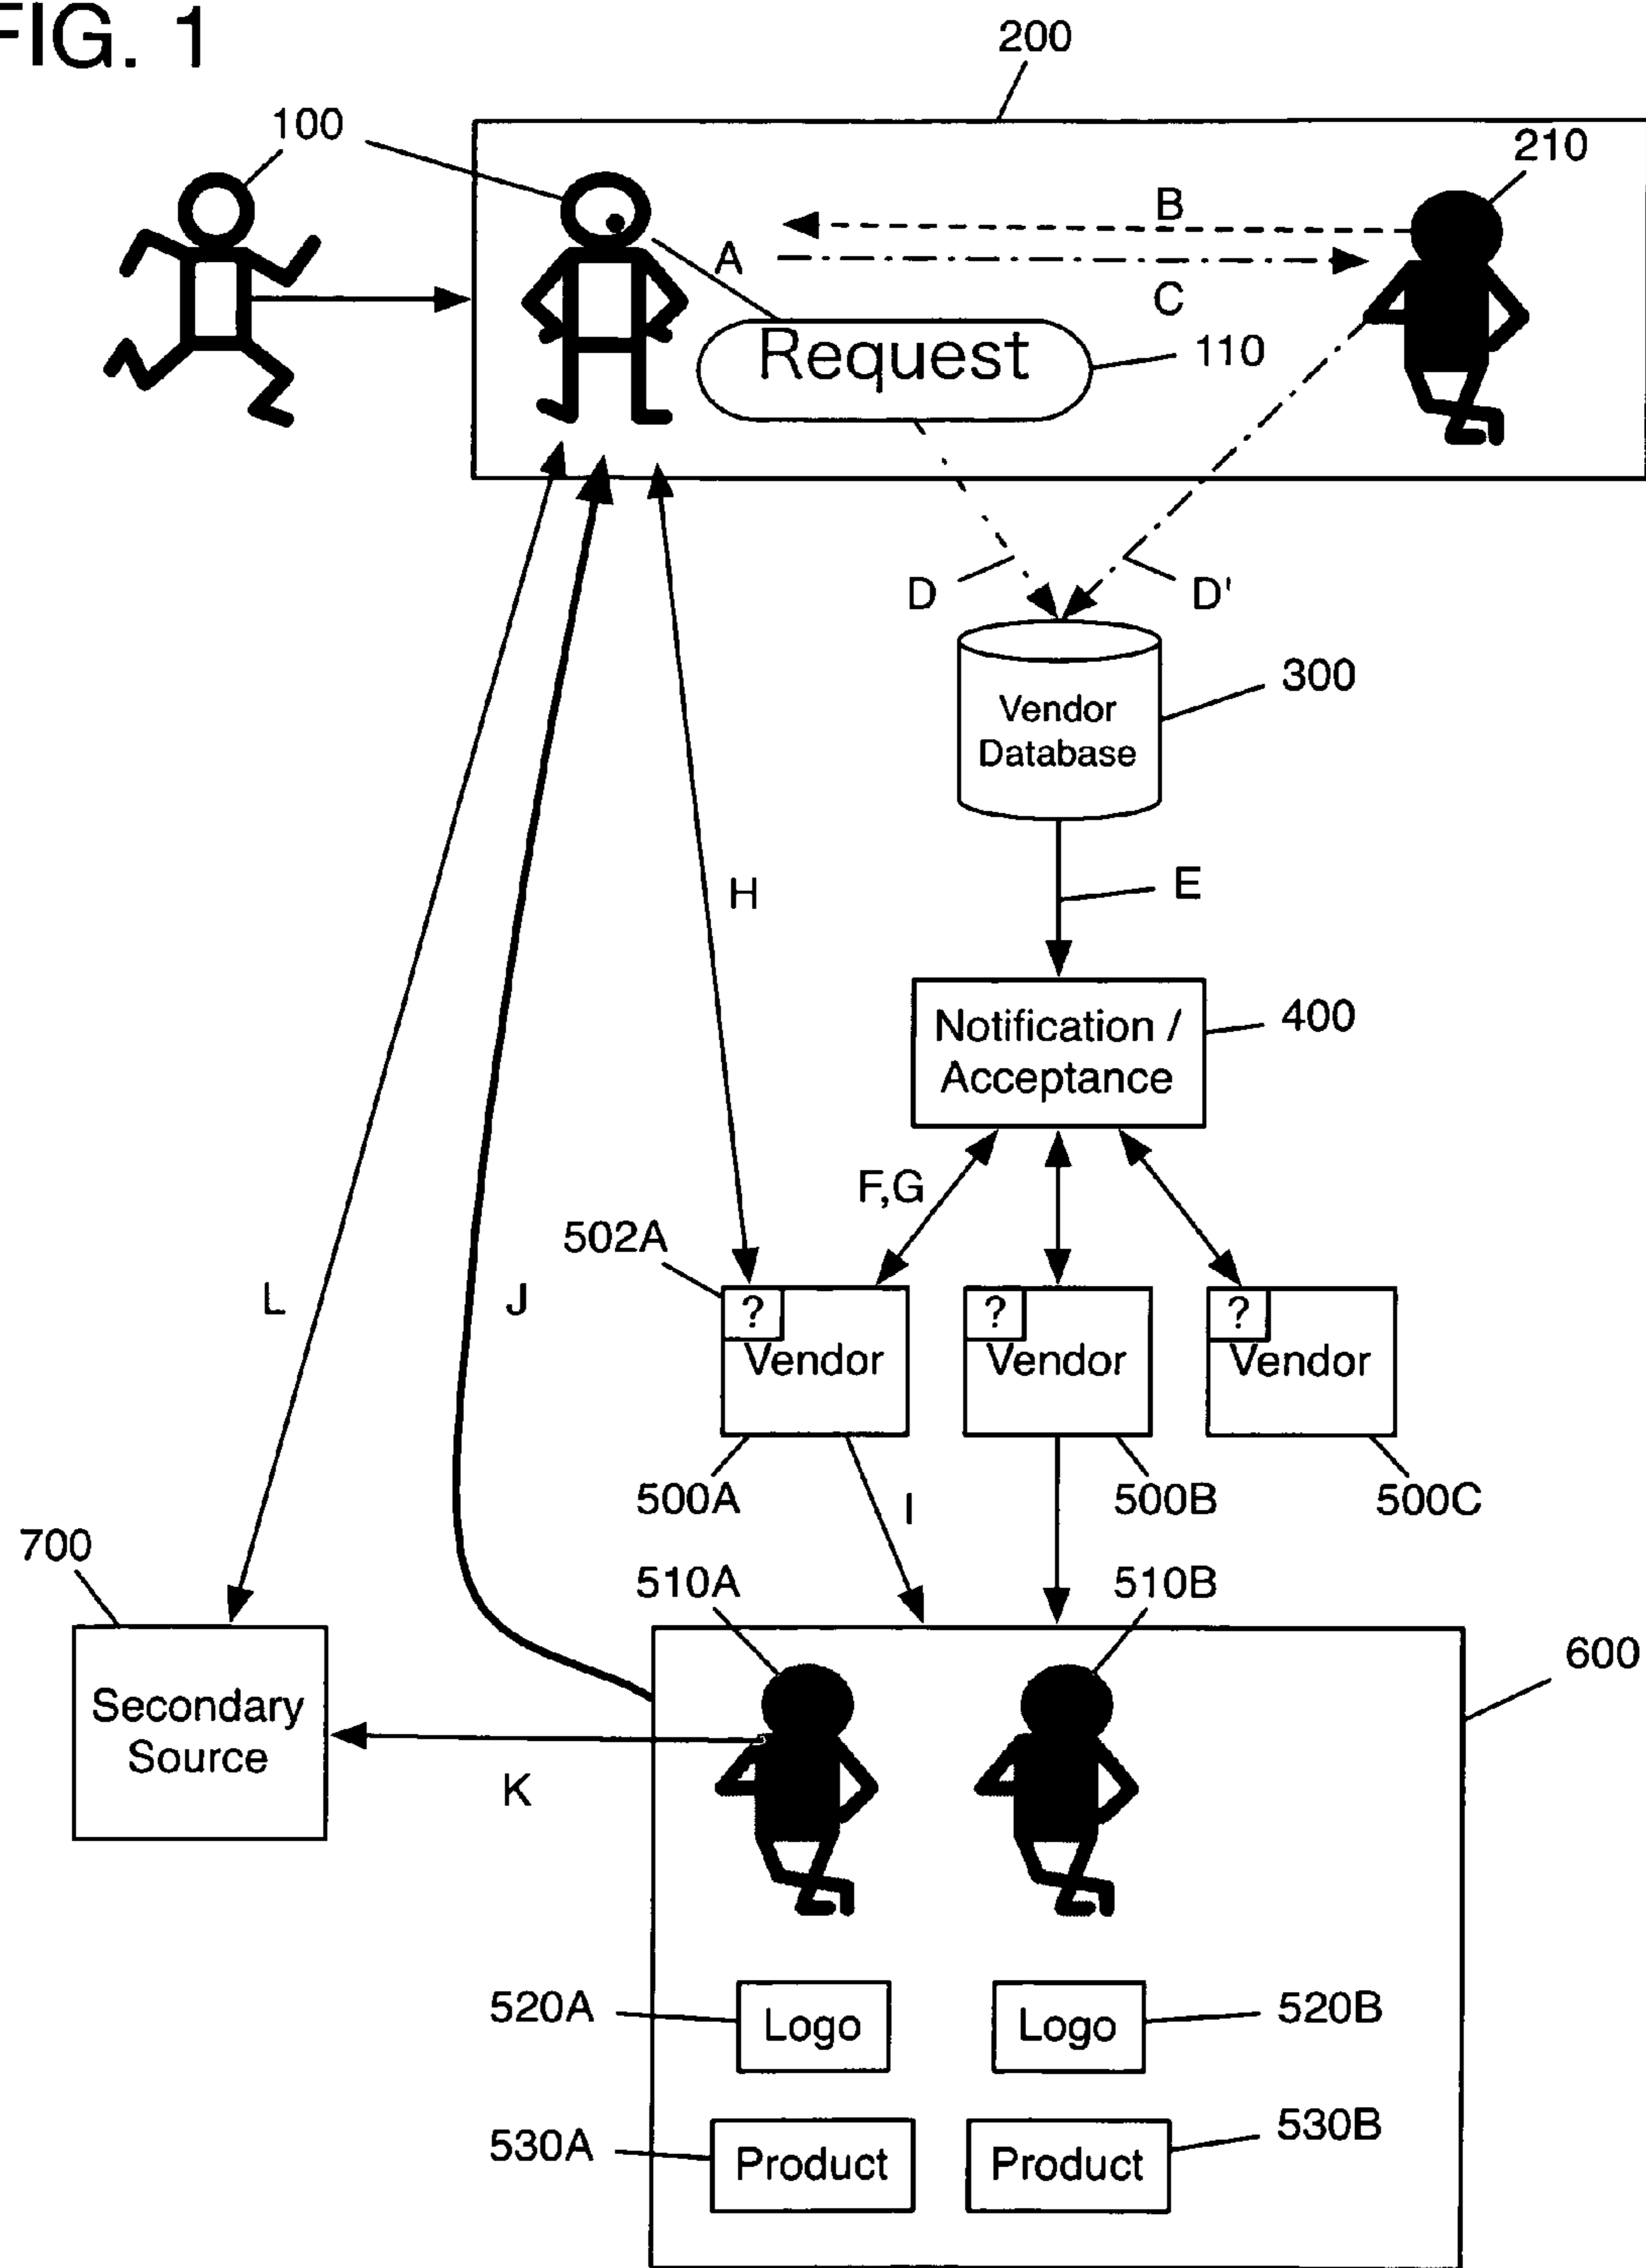 FIG. 1
200
100
210
B
A
C
Request
110
D
D'
300
Vendor
Database
E
H
400
Notification /
Acceptance
F,G
502A
L
J
?
?
?
Vendor
Vendor
Vendor
500A
I
500B
500C
700
510A
510B
600
Secondary
Source
K
520A
Logo
Logo
520B
530A
Product
Product
530B